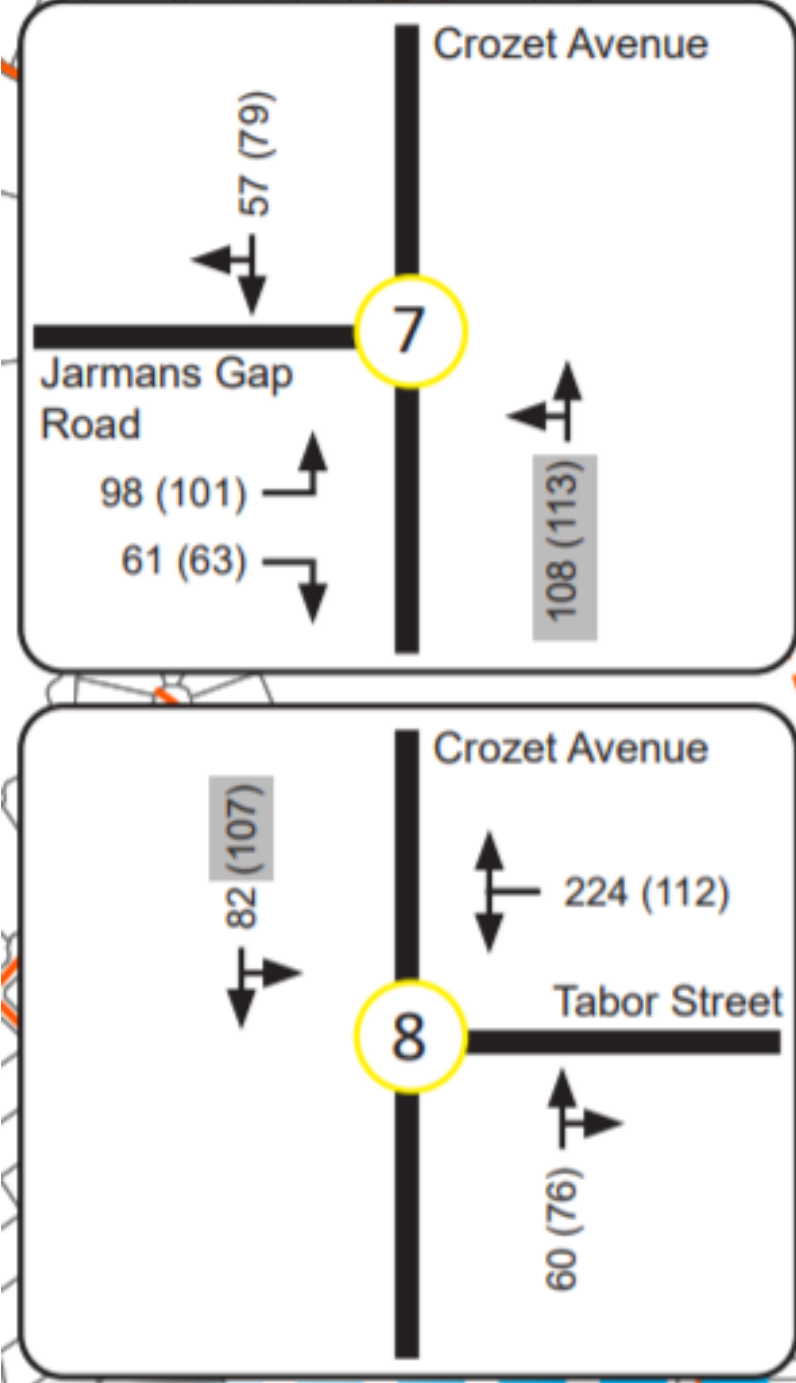 Crozet Avenue
57 (79)
7
Jarmans Gap
Road
98 (101)
61 (63)
108 (113)
Crozet Avenue
82 (107)
224 (112)
Tabor Street
8
60 (76)